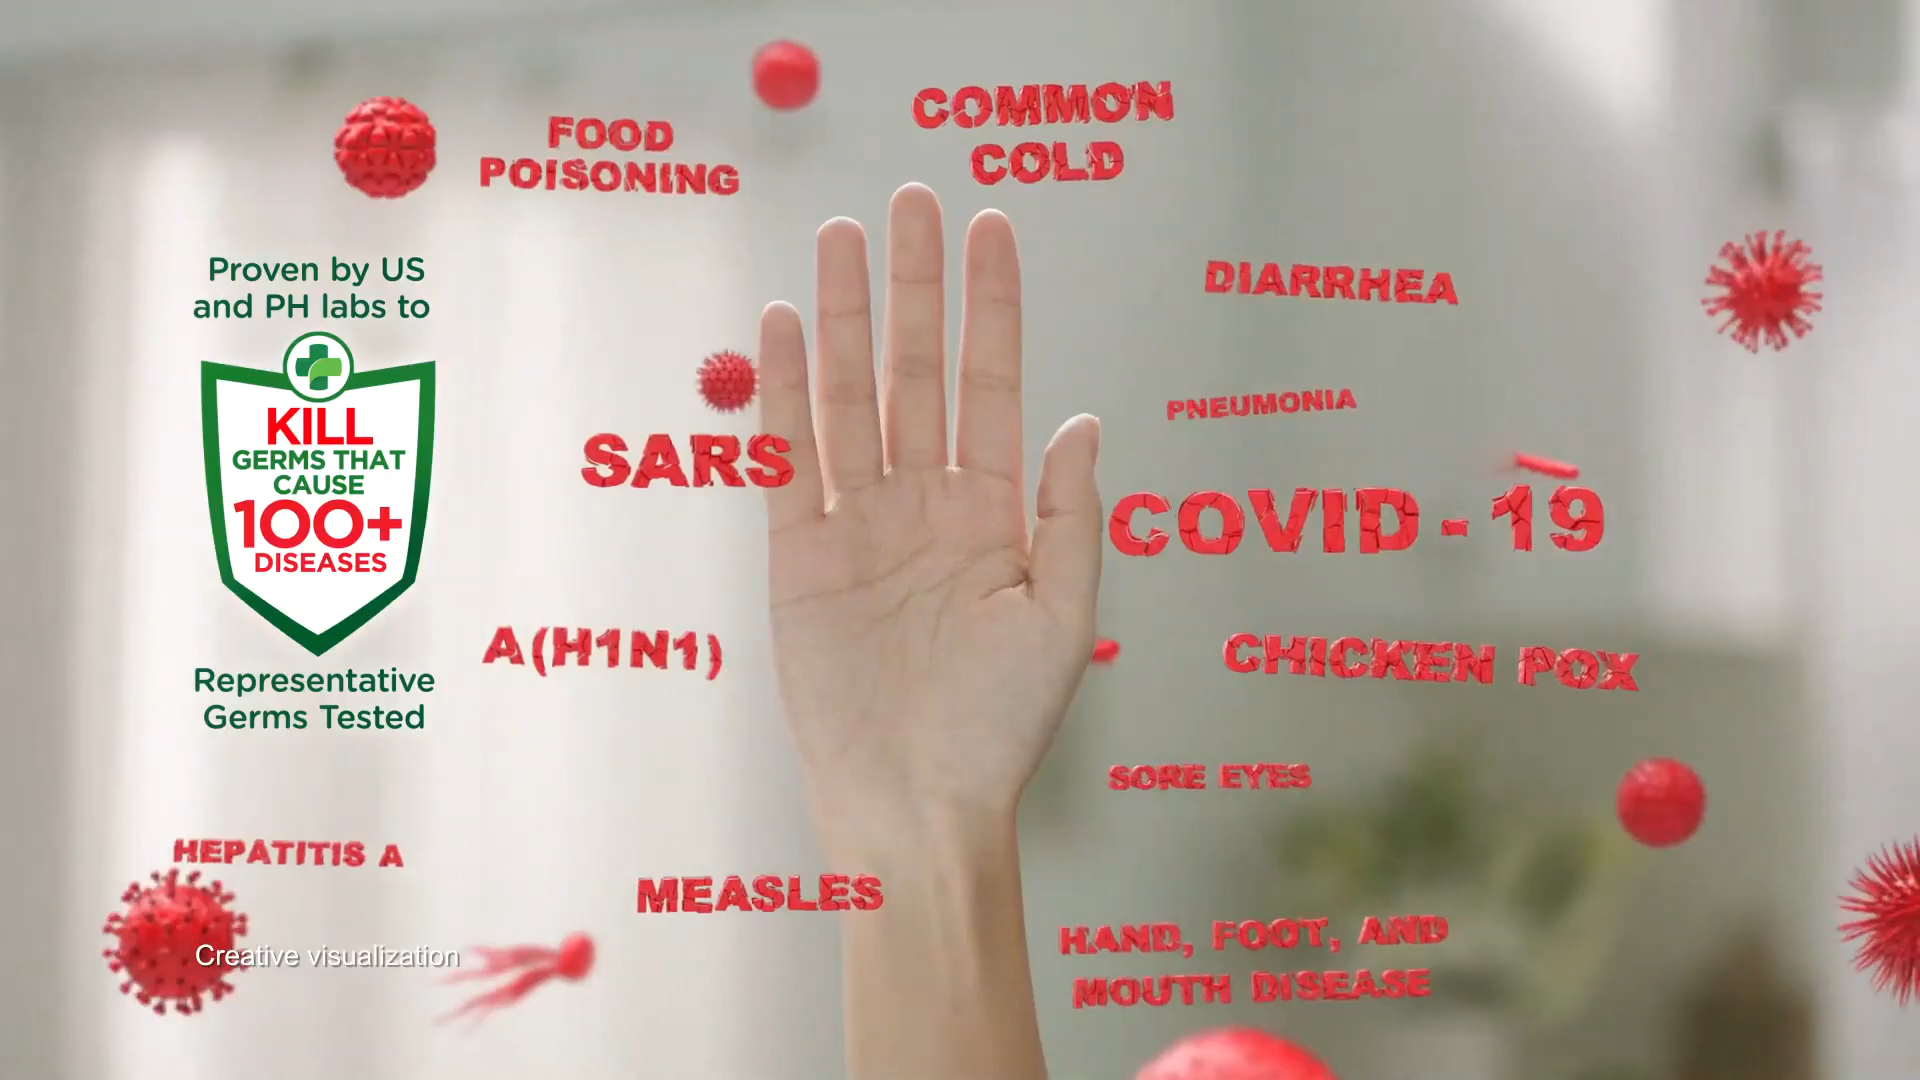 COMMON
COLD
FOOD
POISONING
Proven by US
and PH labs to
DIARRHEA
KILL
GERMS THAT
CAUSE
100+
DISEASES
PNEUMONIA
SARS
COVID - 19
A(H1N1)
CHICKEN POX
Representative
Germs Tested
SORE EYES
HEPATITIS A
MEASLES
HAND, FOOT, AND
MOUTH DISEASE
Creative visualization